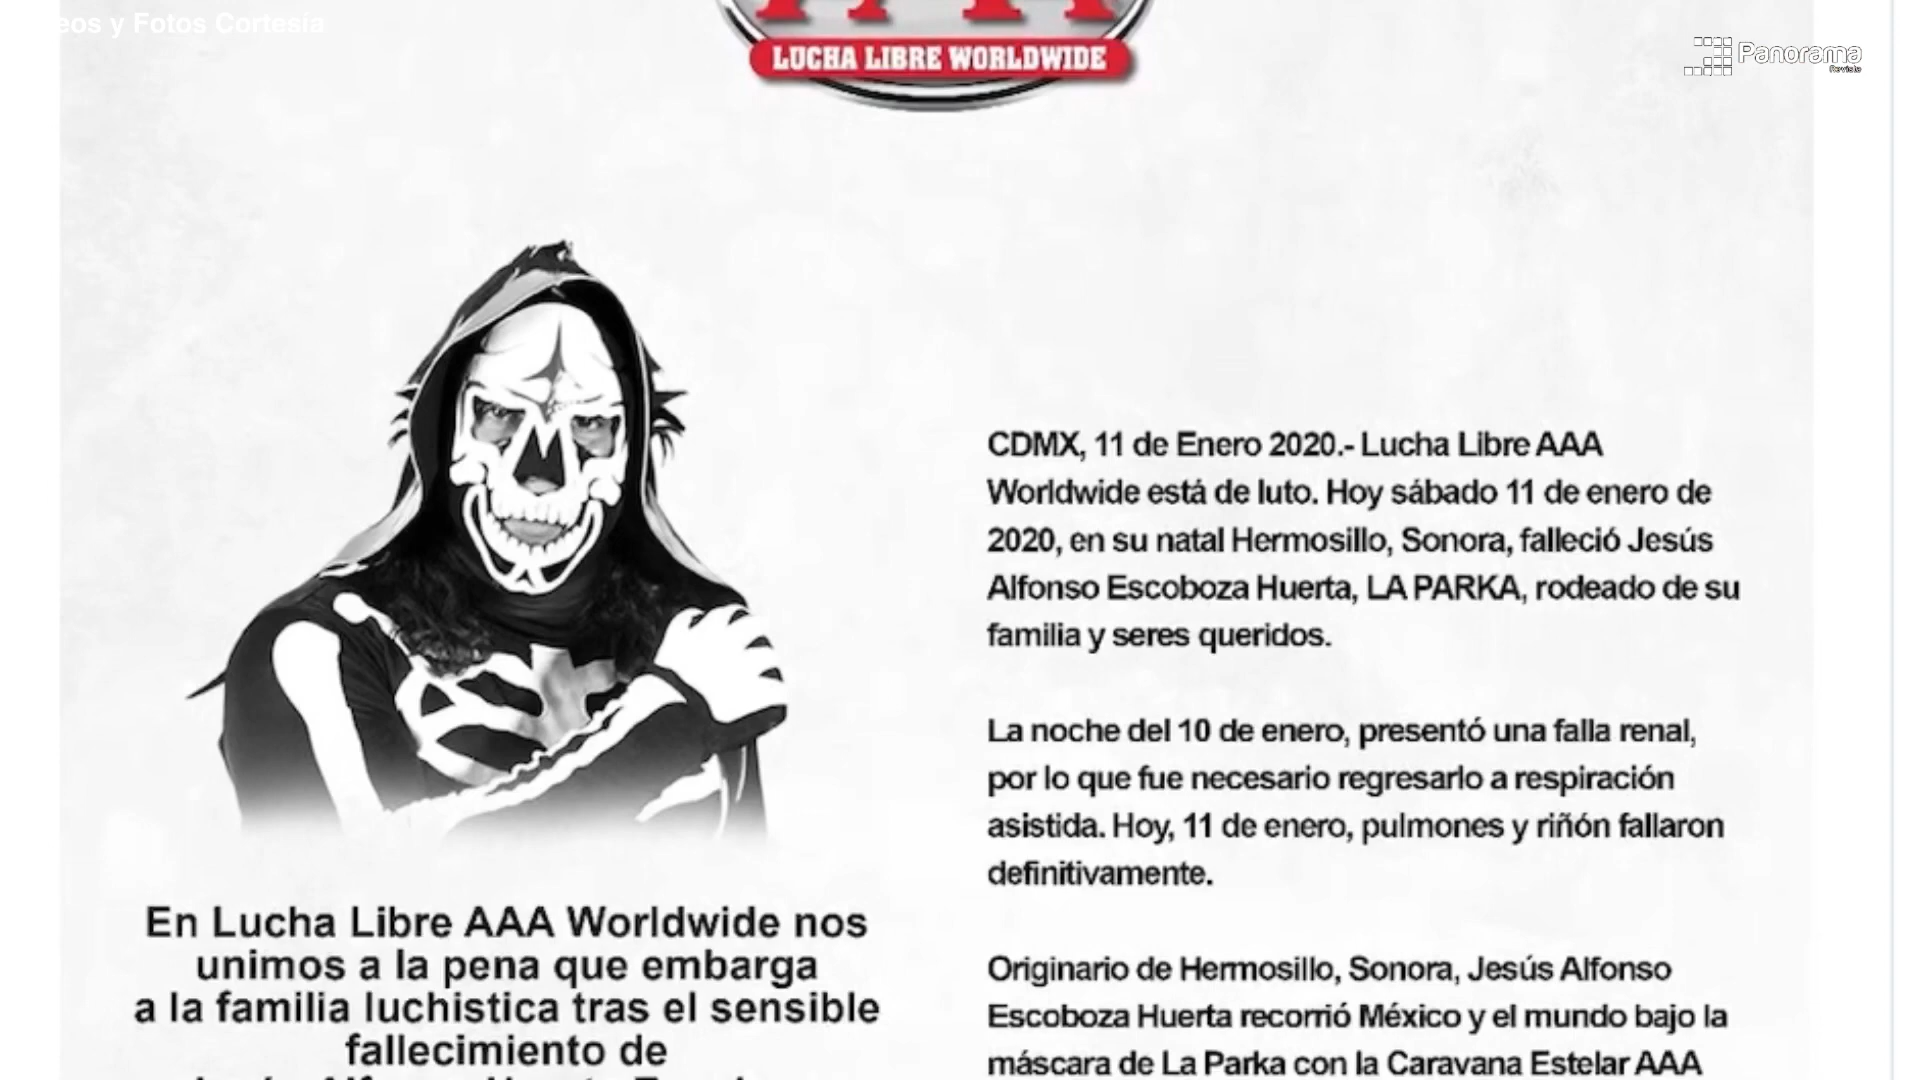 eos y Fotos Cortesía
AAA
LUCHA LIBRE WORLDWIDE
Panorama
Revista
CDMX, 11 de Enero 2020.- Lucha Libre AAA
Worldwide está de luto. Hoy sábado 11 de enero de
2020, en su natal Hermosillo, Sonora, falleció Jesús
Alfonso Escoboza Huerta, LA PARKA, rodeado de su
familia y seres queridos.
La noche del 10 de enero, presentó una falla renal,
por lo que fue necesario regresarlo a respiración
asistida. Hoy, 11 de enero, pulmones y riñón fallaron
definitivamente.
Originario de Hermosillo, Sonora, Jesús Alfonso
Escoboza Huerta recorrió México y el mundo bajo la
máscara de La Parka con la Caravana Estelar AAA
En Lucha Libre AAA Worldwide nos
unimos a la pena que embarga
a la familia luchistica tras el sensible
fallecimiento de